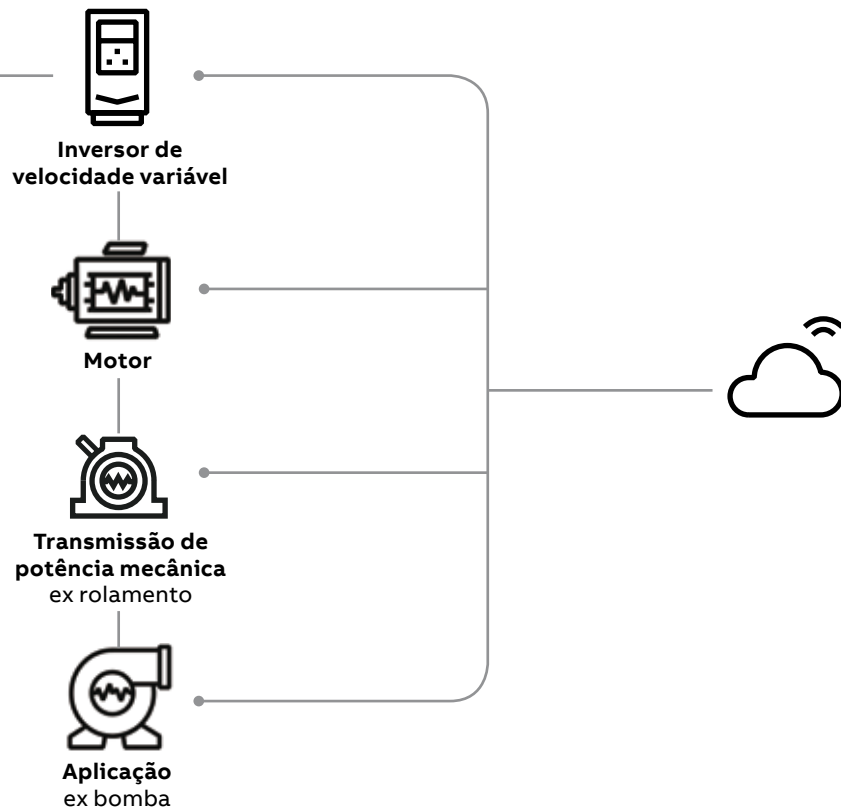 Inversor de
velocidade variável
Motor
Transmissão de
potência mecânica
ex rolamento
Aplicação
ex bomba